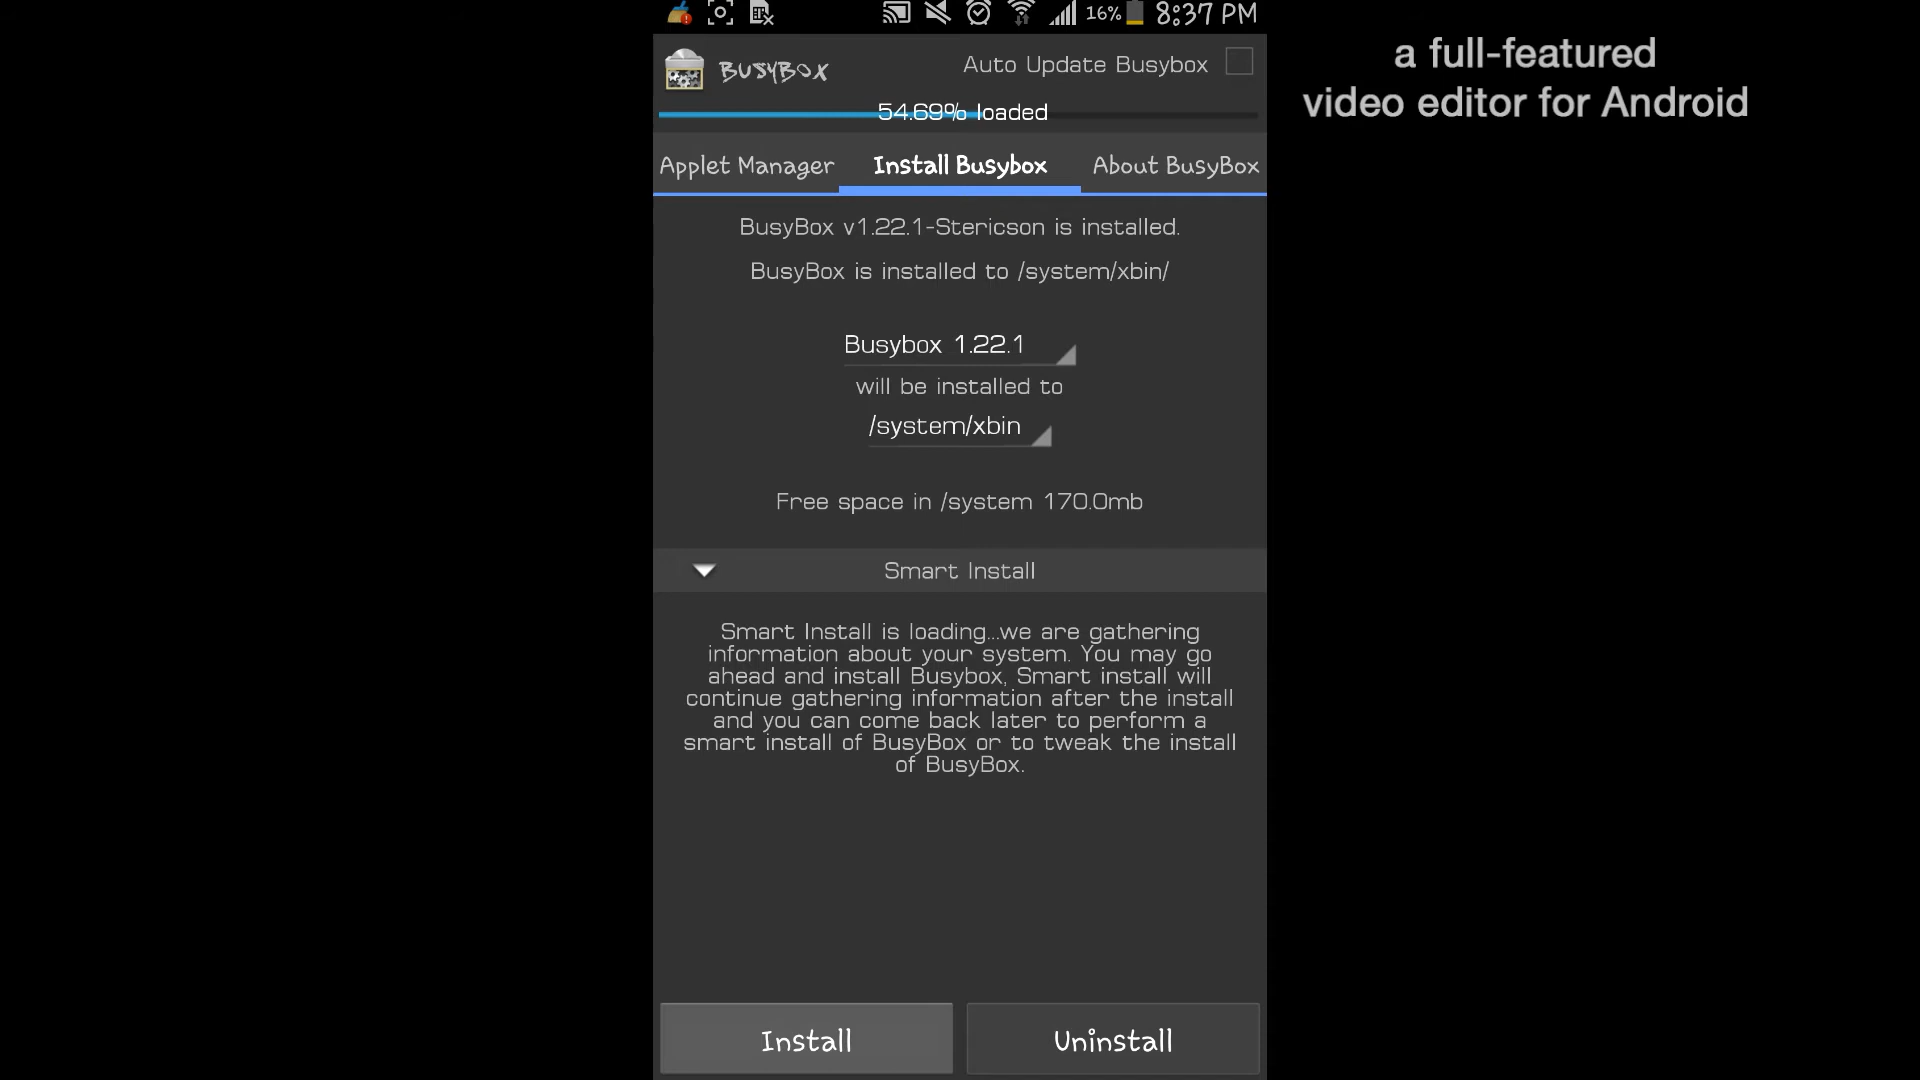 16% 8:37 PM
a full-featured
video editor for Android
BUSYBOX
Auto Update Busybox
54.69% loaded
Applet Manager
Install Busybox
About BusyBox
BusyBox v1.22.1-Stericson is installed.
BusyBox is installed to /system/xbin/
Busybox 1.22.1
will be installed to
/system/xbin
Free space in /system 170.0mb
Smart Install
Smart Install is loading...we are gathering
information about your system. You may go
ahead and install Busybox, Smart install will
continue gathering information after the install
and you can come back later to perform a
smart install of BusyBox or to tweak the install
of BusyBox.
Install
Uninstall